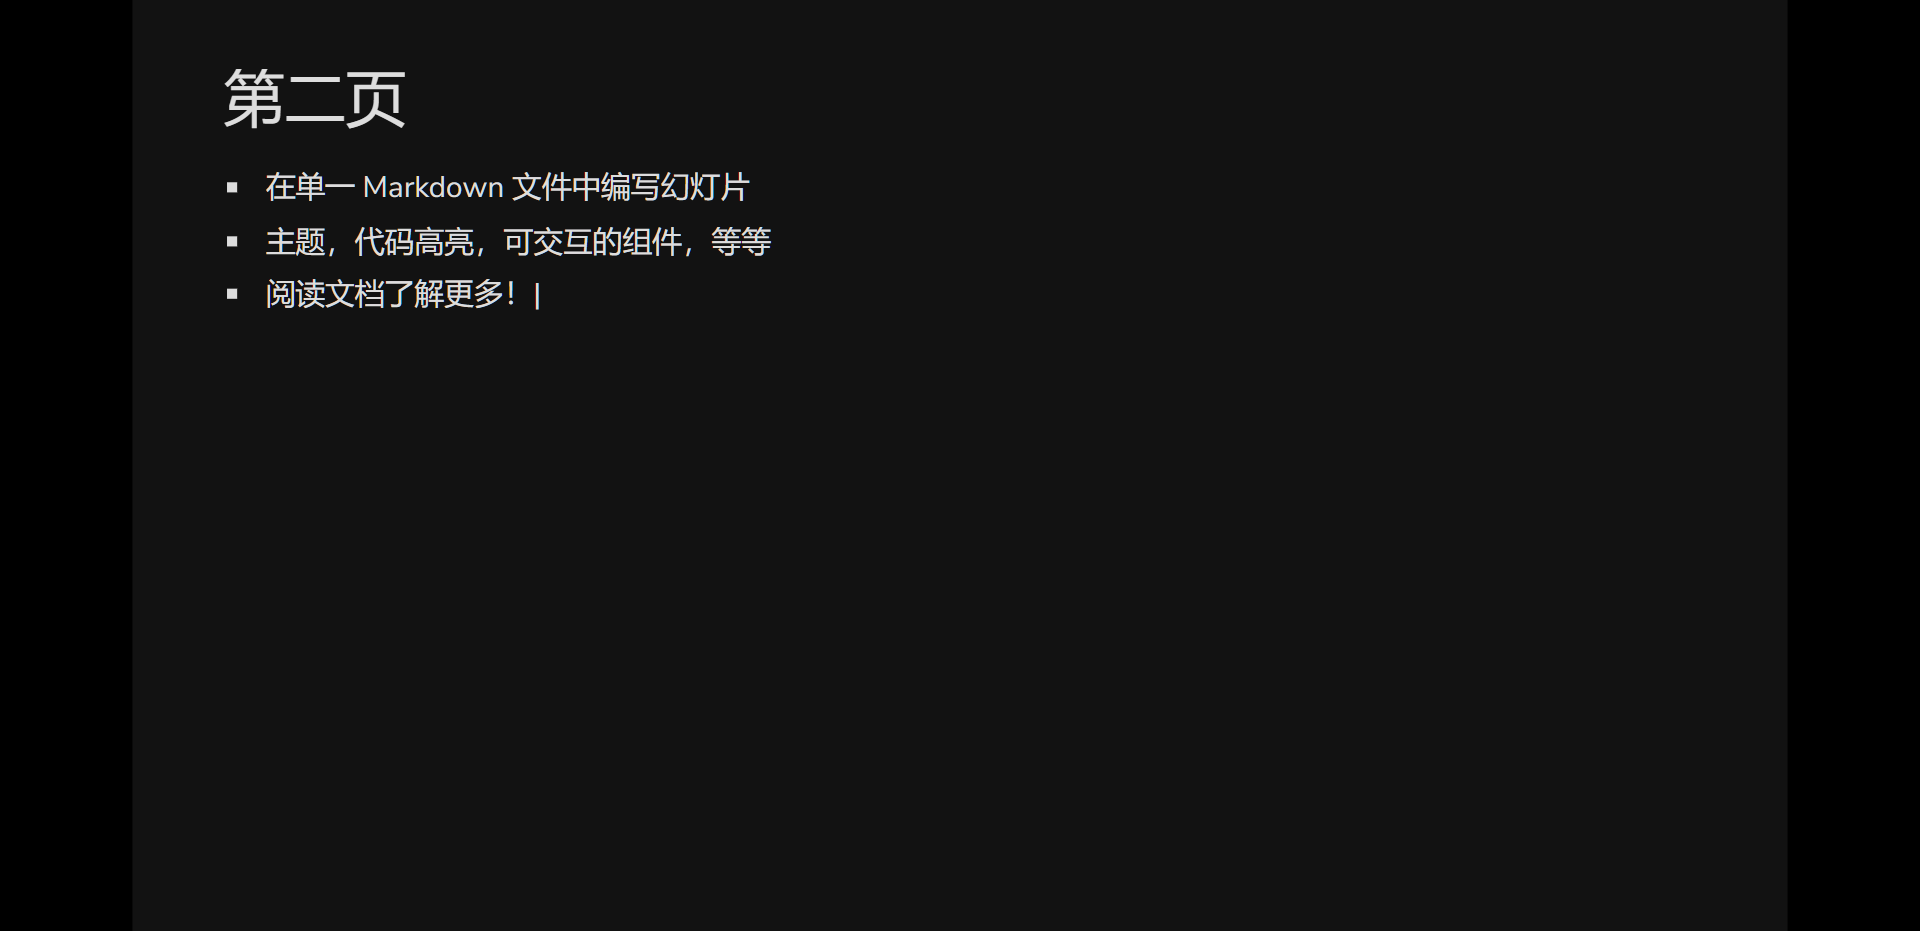 第二页
▪ 在单一 Markdown 文件中编写幻灯片
▪ 主题，代码高亮，可交互的组件，等等
▪ 阅读文档了解更多！|